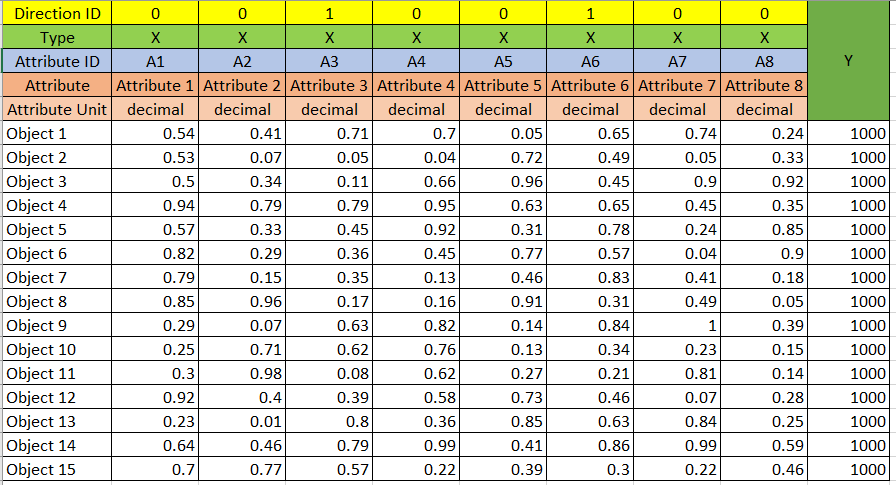 Direction ID 0 0 1 0 0 1 0 0 Y
Type X X X X X X X X
Attribute ID A1 A2 A3 A4 A5 A6 A7 A8
Attribute Attribute 1 Attribute 2 Attribute 3 Attribute 4 Attribute 5 Attribute 6 Attribute 7 Attribute 8
Attribute Unit decimal decimal decimal decimal decimal decimal decimal decimal
Object 1 0.54 0.41 0.71 0.7 0.05 0.65 0.74 0.24 1000
Object 2 0.53 0.07 0.05 0.04 0.72 0.49 0.05 0.33 1000
Object 3 0.5 0.34 0.11 0.66 0.96 0.45 0.9 0.92 1000
Object 4 0.94 0.79 0.79 0.95 0.63 0.65 0.45 0.35 1000
Object 5 0.57 0.33 0.45 0.92 0.31 0.78 0.24 0.85 1000
Object 6 0.82 0.29 0.36 0.45 0.77 0.57 0.04 0.9 1000
Object 7 0.79 0.15 0.35 0.13 0.46 0.83 0.41 0.18 1000
Object 8 0.85 0.96 0.17 0.16 0.91 0.31 0.49 0.05 1000
Object 9 0.29 0.07 0.63 0.82 0.14 0.84 1 0.39 1000
Object 10 0.25 0.71 0.62 0.76 0.13 0.34 0.23 0.15 1000
Object 11 0.3 0.98 0.08 0.62 0.27 0.21 0.81 0.14 1000
Object 12 0.92 0.4 0.39 0.58 0.73 0.46 0.07 0.28 1000
Object 13 0.23 0.01 0.8 0.36 0.85 0.63 0.84 0.25 1000
Object 14 0.64 0.46 0.79 0.99 0.41 0.86 0.99 0.59 1000
Object 15 0.7 0.77 0.57 0.22 0.39 0.3 0.22 0.46 1000